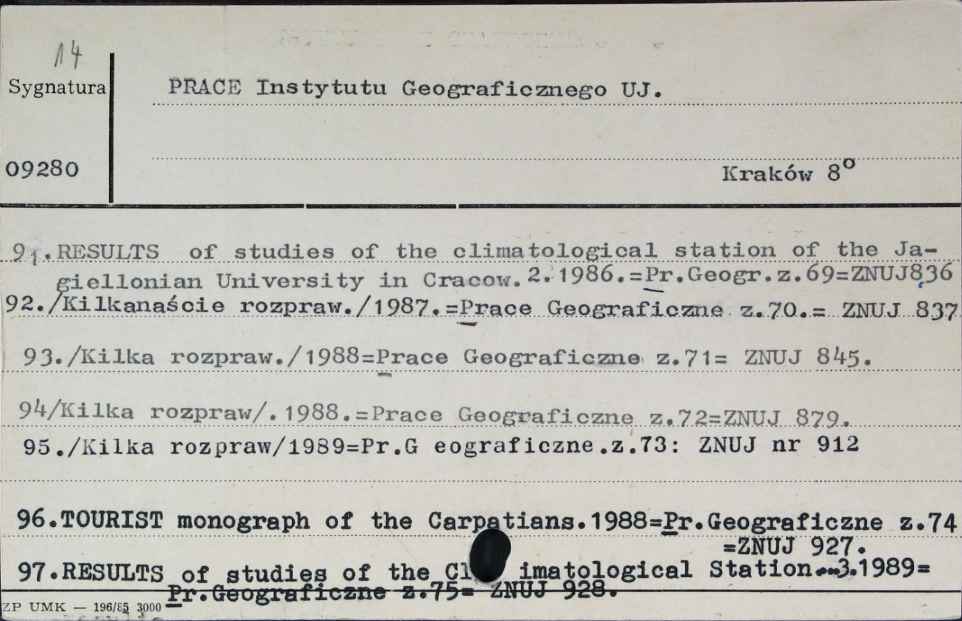 14
Sygnatura
PRACE Instytutu Geograficznego UJ.
09280
Kraków 8°
91.RESULTS of studies of the climatological station of the Ja-
giellonian University in Cracow.2.1986.=Pr.Geogr.z.69=ZNUJ836
92./Kilkanaście rozpraw./1987.=Prace Geograficzne z.70.= ZNUJ 837
93./Kilka rozpraw./1988=Prace Geograficzne z.71= ZNUJ 845.
94/Kilka rozpraw/.1988.=Prace Geograficzne z.72=ZNUJ 879.
95./Kilka rozpraw/1989=Pr.G eograficzne.z.73: ZNUJ nr 912
96.TOURIST monograph of the Carpatians.1988=Pr.Geograficzne z.74
=ZNUJ 927.
97.RESULTS of studies of the Cl imatological Station--3.1989=
Pr.Geograficzne z.75= ZNUJ 928.
ZP UMK — 196/85 3000